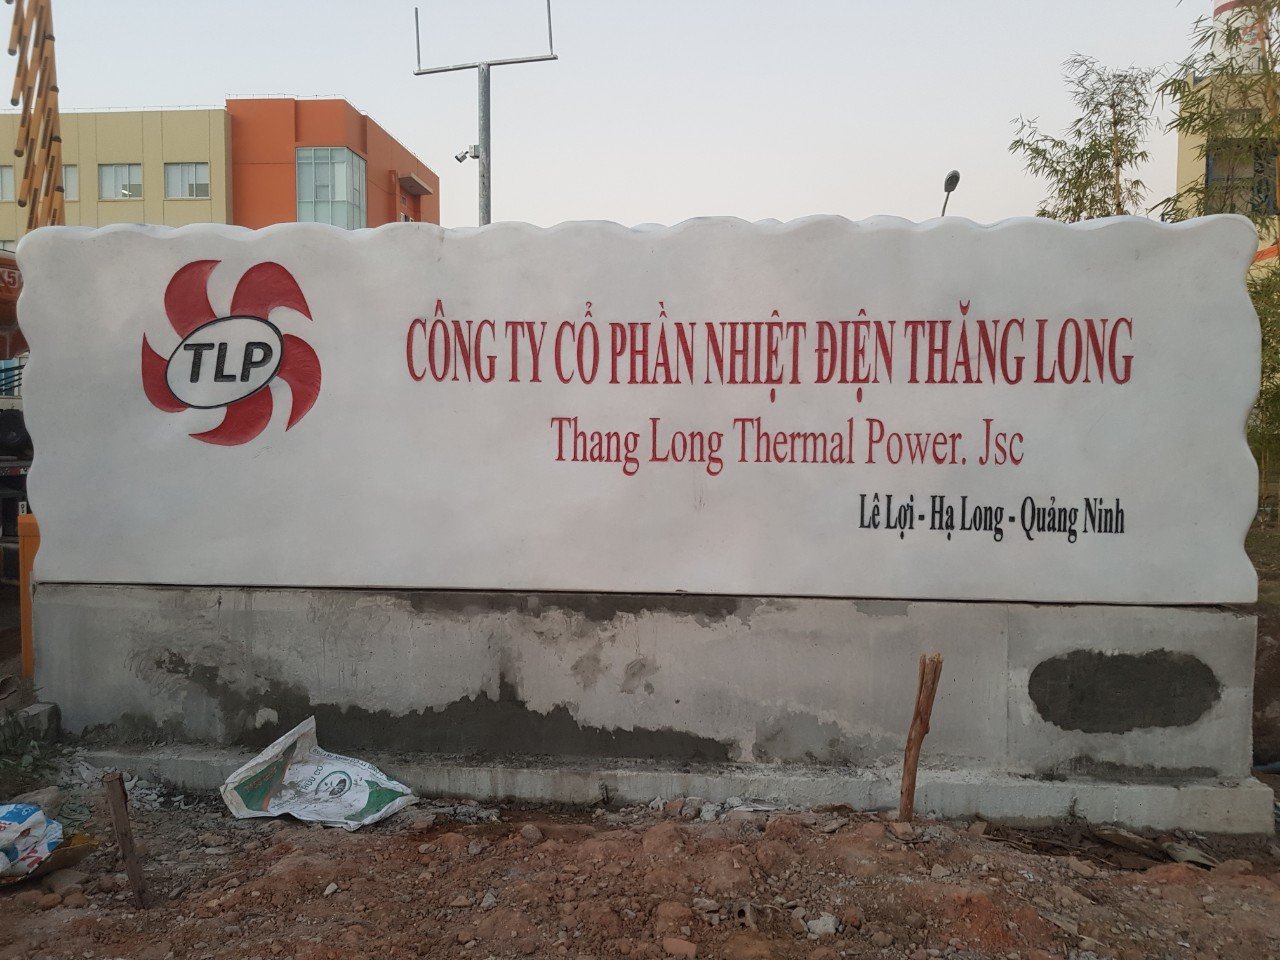 TLP
CÔNG TY CỔ PHẦN NHIỆT ĐIỆN THĂNG LONG
Thang Long Thermal Power. Jsc
Lê Lợi - Hạ Long - Quảng Ninh